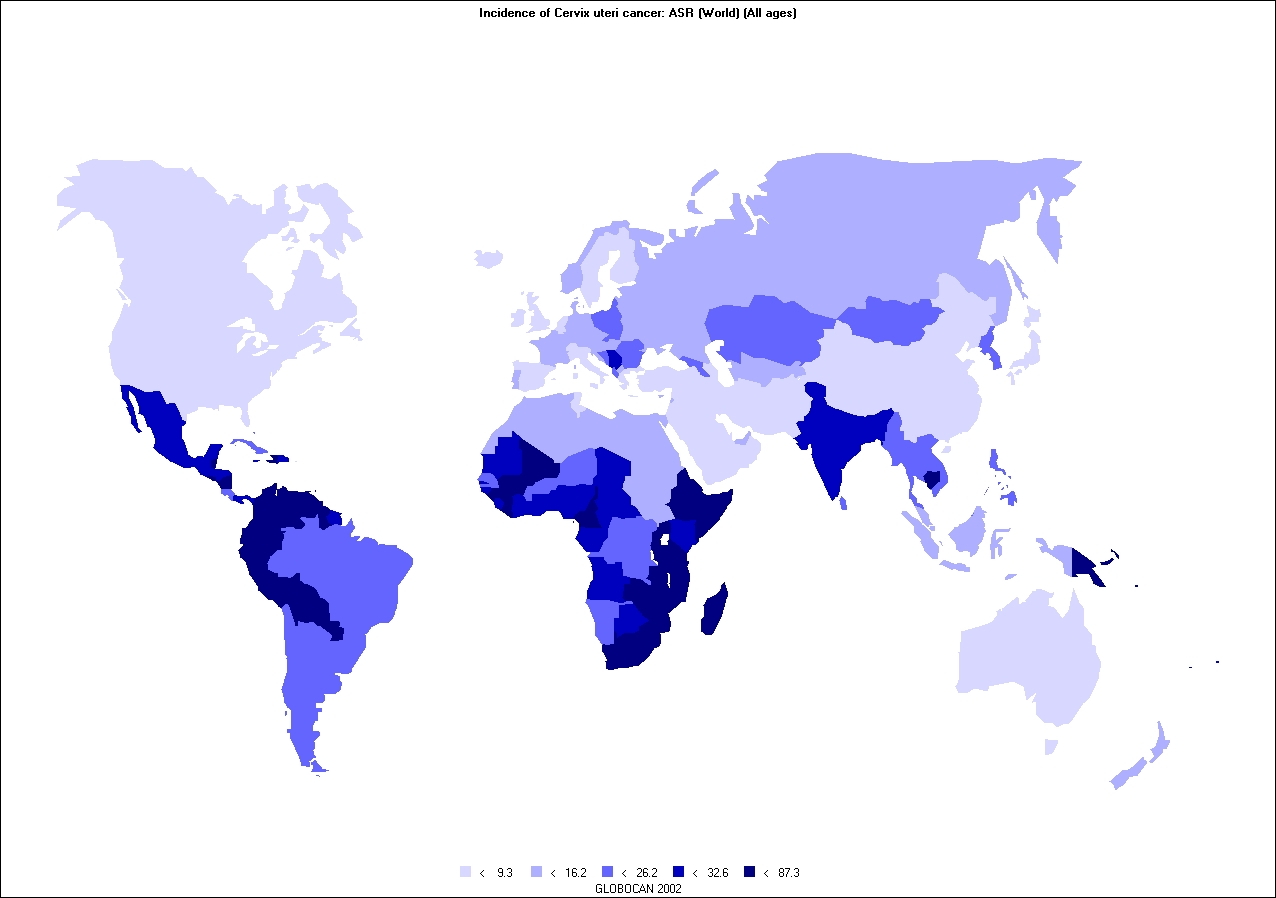 Incidence of Cervix uteri cancer: ASR (World) (All ages)
< 9.3 < 16.2 < 26.2 < 32.6 < 87.3
GLOBOCAN 2002